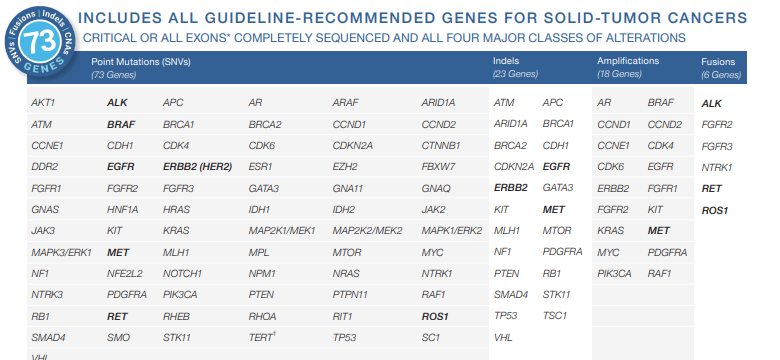 SNVs | Fusions | Indels | CNAs
73
GENES
INCLUDES ALL GUIDELINE-RECOMMENDED GENES FOR SOLID-TUMOR CANCERS
CRITICAL OR ALL EXONS* COMPLETELY SEQUENCED AND ALL FOUR MAJOR CLASSES OF ALTERATIONS
Point Mutations (SNVs)
(73 Genes)
AKT1 ALK APC AR ARAF ARID1A
ATM BRAF BRCA1 BRCA2 CCND1 CCND2
CCNE1 CDH1 CDK4 CDK6 CDKN2A CTNNB1
DDR2 EGFR ERBB2 (HER2) ESR1 EZH2 FBXW7
FGFR1 FGFR2 FGFR3 GATA3 GNA11 GNAQ
GNAS HNF1A HRAS IDH1 IDH2 JAK2
JAK3 KIT KRAS MAP2K1/MEK1 MAP2K2/MEK2 MAPK1/ERK2
MAPK3/ERK1 MET MLH1 MPL MTOR MYC
NF1 NFE2L2 NOTCH1 NPM1 NRAS NTRK1
NTRK3 PDGFRA PIK3CA PTEN PTPN11 RAF1
RB1 RET RHEB RHOA RIT1 ROS1
SMAD4 SMO STK11 TERT† TP53 SC1
VHL
Indels
(23 Genes)
ATM APC
ARID1A BRCA1
BRCA2 CDH1
CDKN2A EGFR
ERBB2 GATA3
KIT MET
MLH1 MTOR
NF1 PDGFRA
PTEN RB1
SMAD4 STK11
TP53 TSC1
VHL
Amplifications
(18 Genes)
AR BRAF
CCND1 CCND2
CCNE1 CDK4
CDK6 EGFR
ERBB2 FGFR1
FGFR2 KIT
KRAS MET
MYC PDGFRA
PIK3CA RAF1
Fusions
(6 Genes)
ALK
FGFR2
FGFR3
NTRK1
RET
ROS1